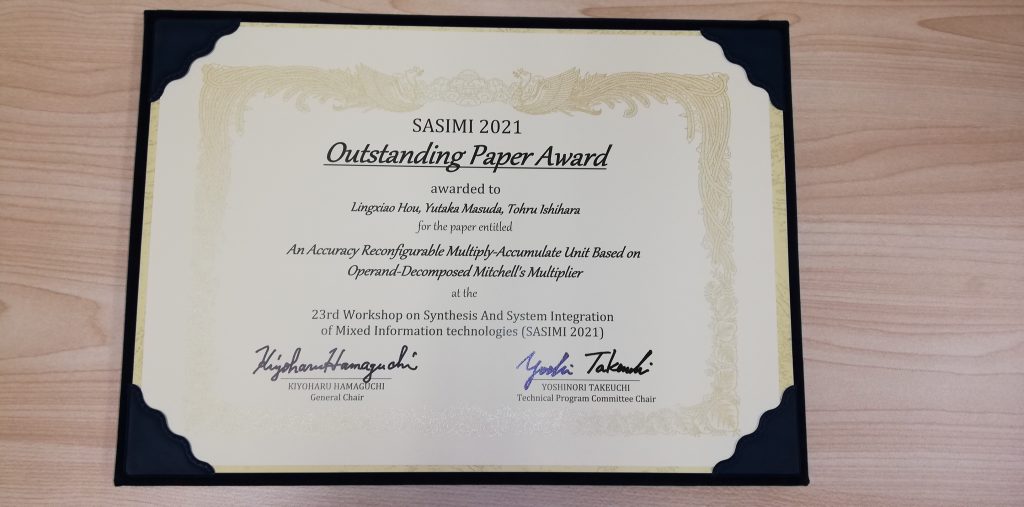 SASIMI 2021
Outstanding Paper Award
awarded to
Lingxiao Hou, Yutaka Masuda, Tohru Ishihara
for the paper entitled
An Accuracy Reconfigurable Multiply-Accumulate Unit Based on
Operand-Decomposed Mitchell's Multiplier
at the
23rd Workshop on Synthesis And System Integration
of Mixed Information technologies (SASIMI 2021)
Kiyoharu Hamaguchi
Yoshi Takeuchi
KIYOHARU HAMAGUCHI
YOSHINORI TAKEUCHI
General Chair
Technical Program Committee Chair